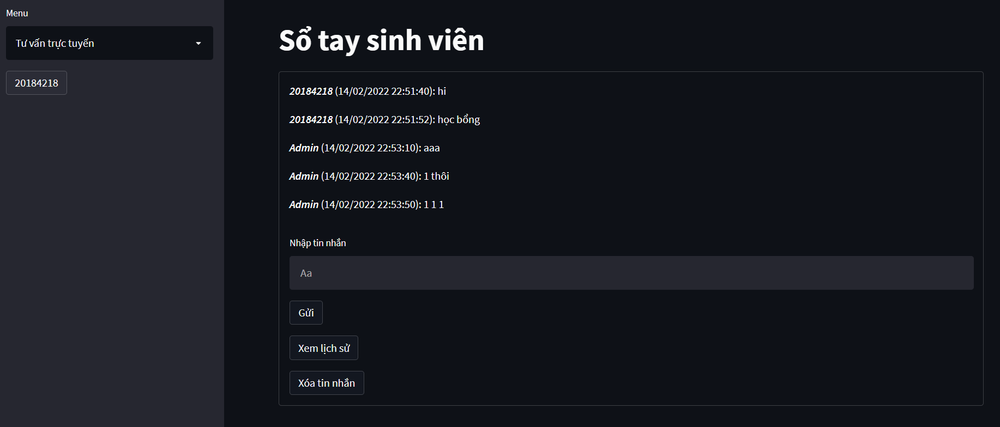 Menu
Tư vấn trực tuyến
20184218
Sổ tay sinh viên
20184218 (14/02/2022 22:51:40): hi
20184218 (14/02/2022 22:51:52): học bổng
Admin (14/02/2022 22:53:10): aaa
Admin (14/02/2022 22:53:40): 1 thôi
Admin (14/02/2022 22:53:50): 1 1 1
Nhập tin nhắn
Aa
Gửi
Xem lịch sử
Xóa tin nhắn